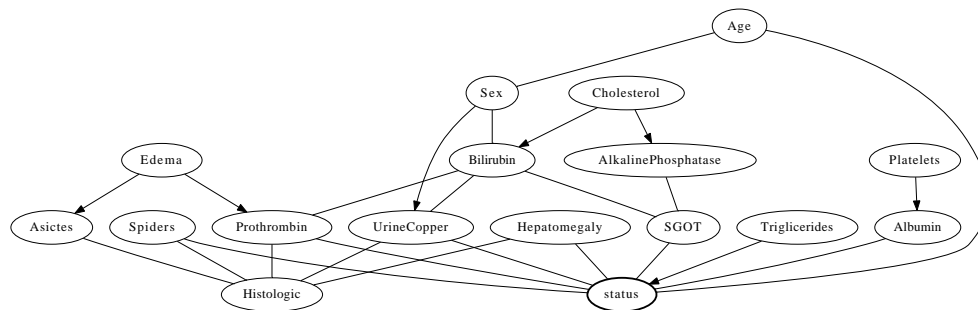 Age
Sex
Cholesterol
Edema
Bilirubin
AlkalinePhosphatase
Platelets
Asictes
Spiders
Prothrombin
UrineCopper
Hepatomegaly
SGOT
Triglicerides
Albumin
Histologic
status